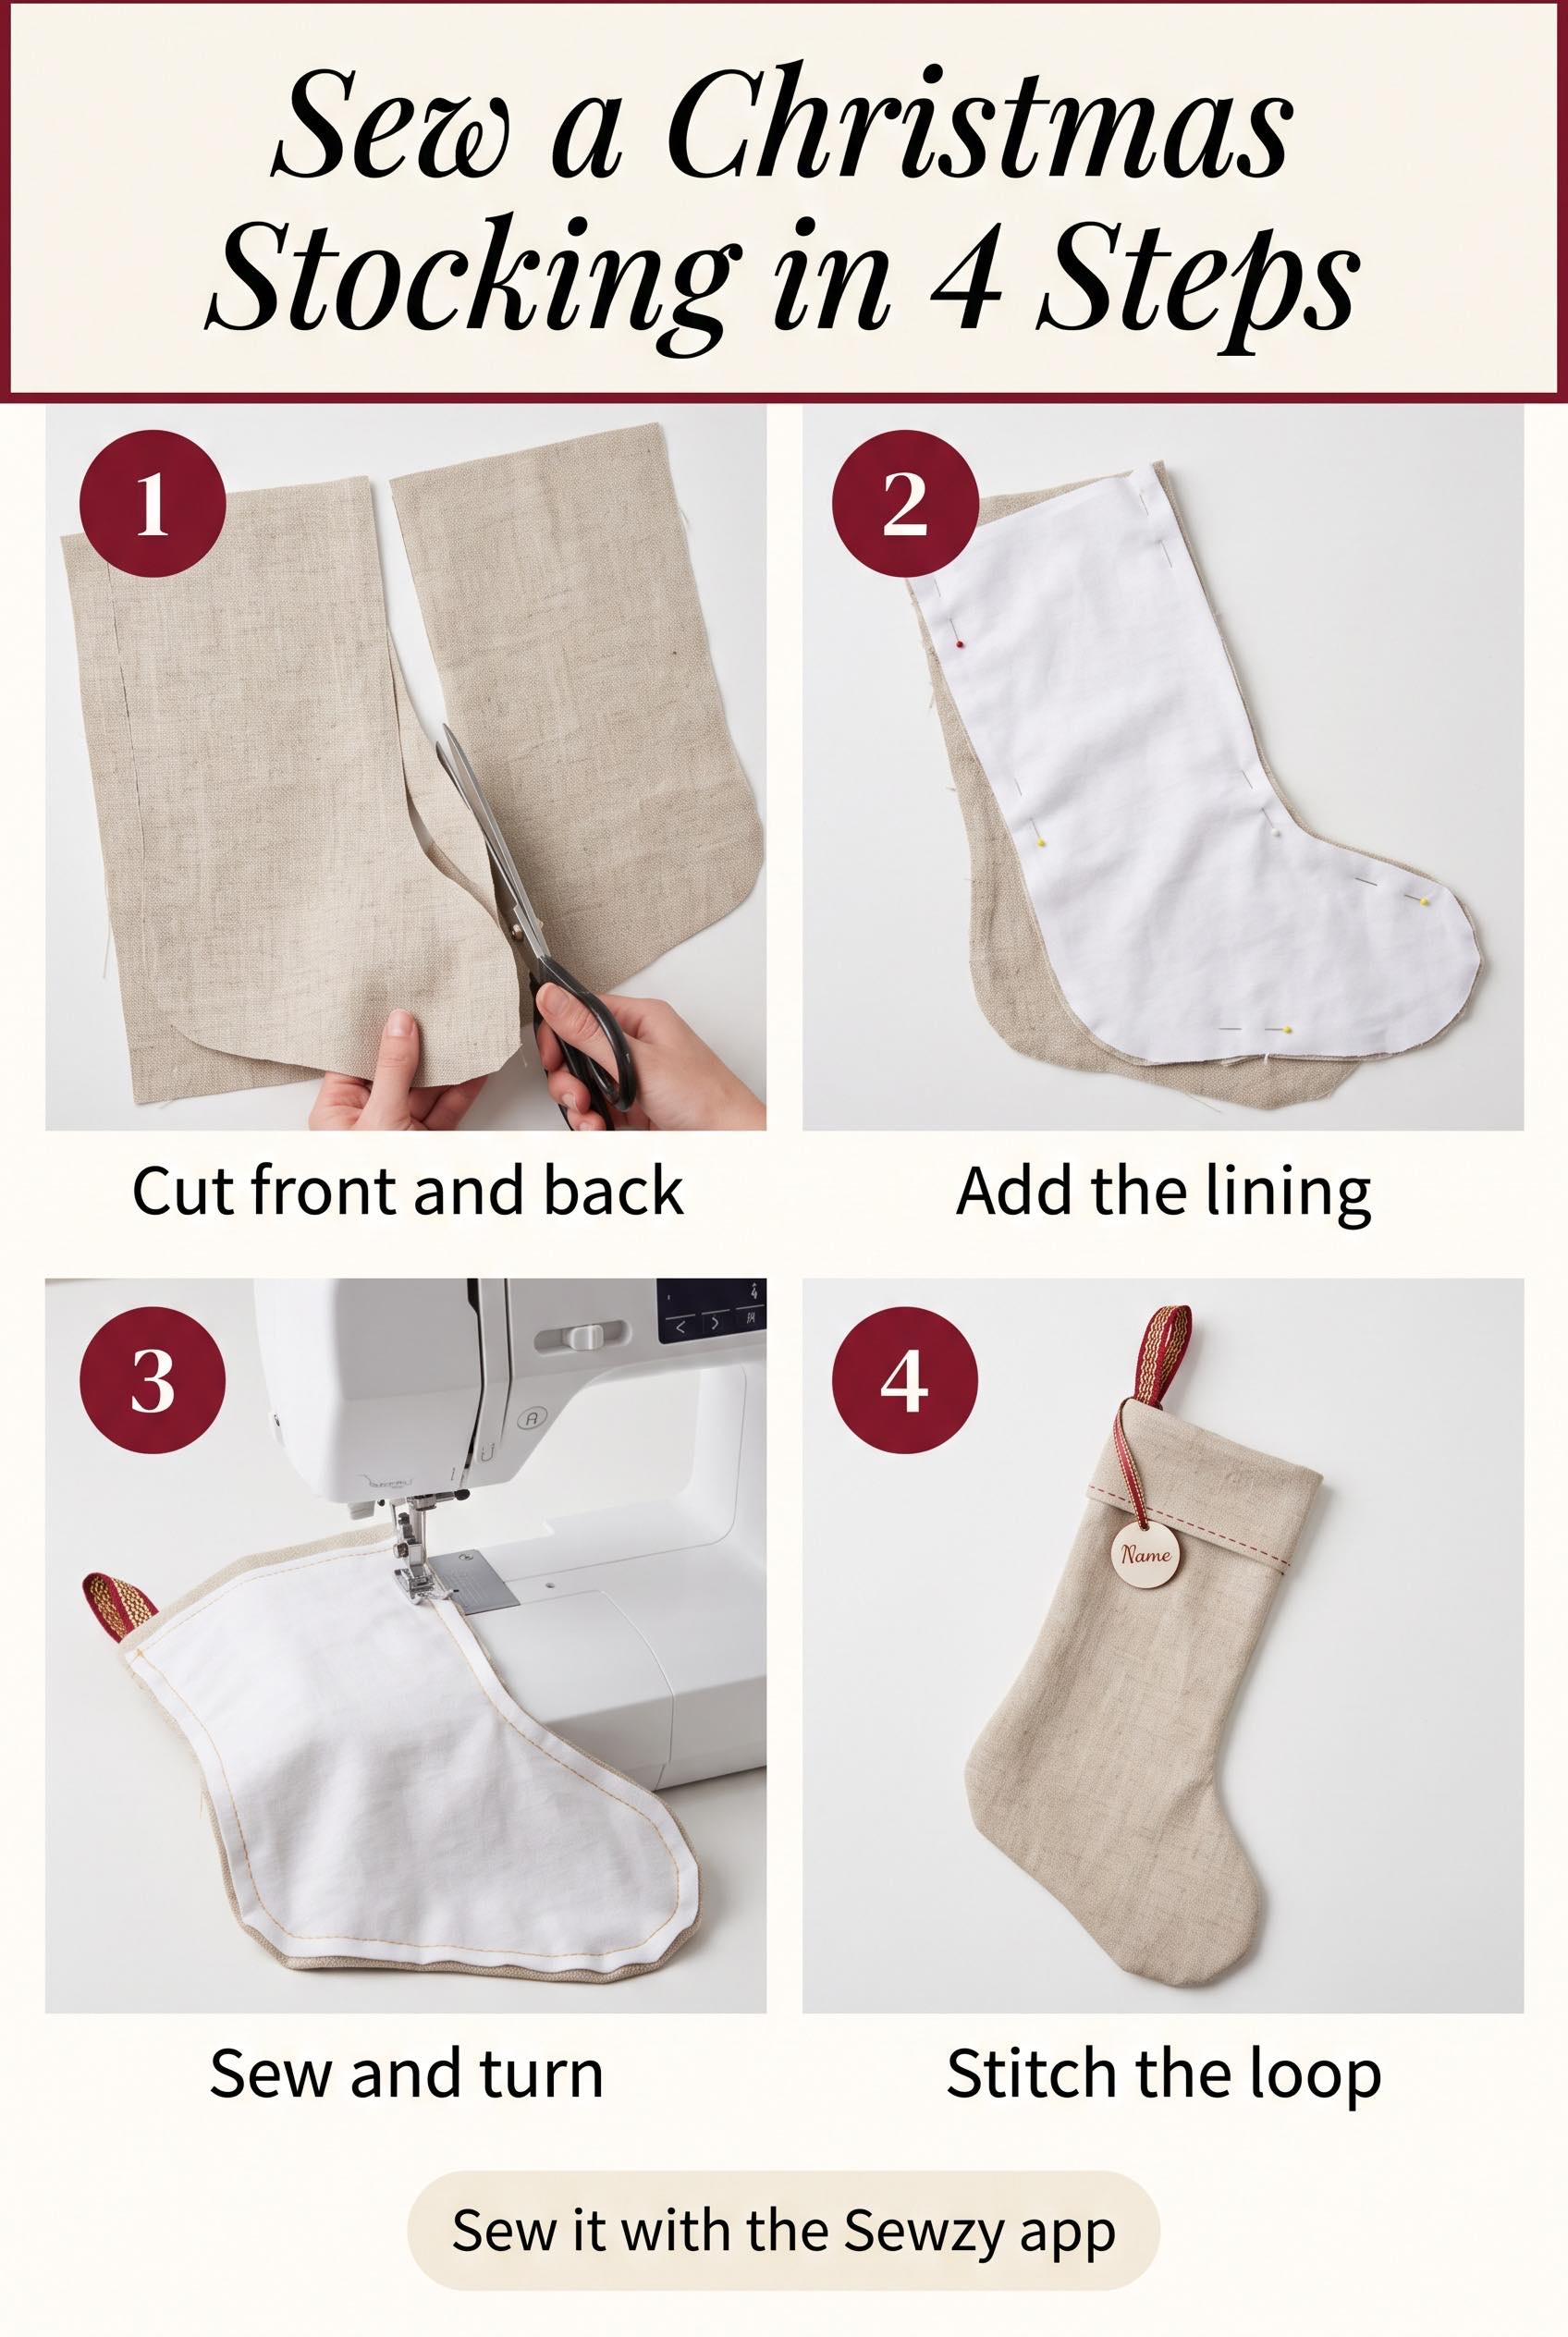 Sew a Christmas
Stocking in 4 Steps
1
2
Cut front and back
Add the lining
3
4
A
Name
Sew and turn
Stitch the loop
Sew it with the Sewzy app